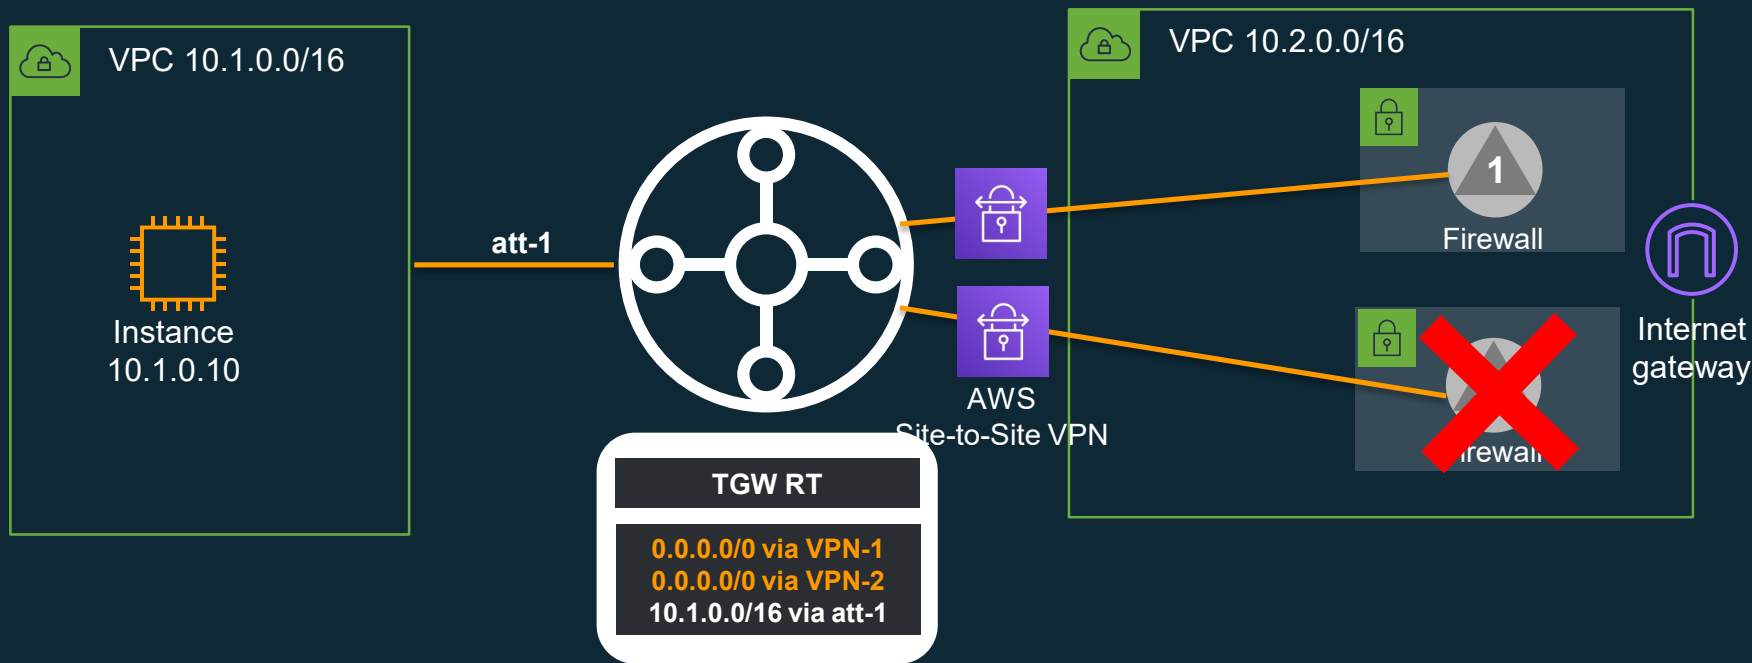 VPC 10.1.0.0/16
Instance
10.1.0.10
att-1
TGW RT
0.0.0.0/0 via VPN-1
0.0.0.0/0 via VPN-2
10.1.0.0/16 via att-1
AWS
Site-to-Site VPN
VPC 10.2.0.0/16
1
Firewall
Internet
gateway